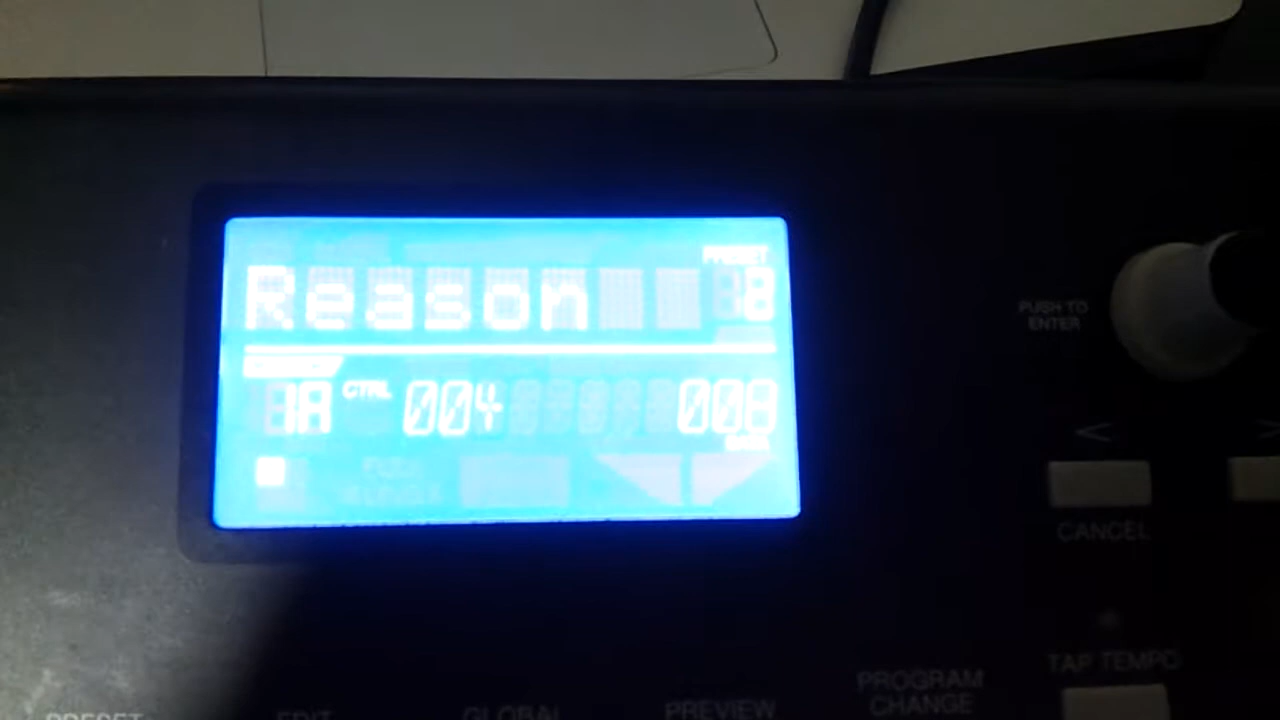 PRESET
Reason 8
1A CTRL 004 008
PUSH TO
ENTER
< >
CANCEL
TAP TEMPO
PRESET EDIT GLOBAL PREVIEW PROGRAM
CHANGE